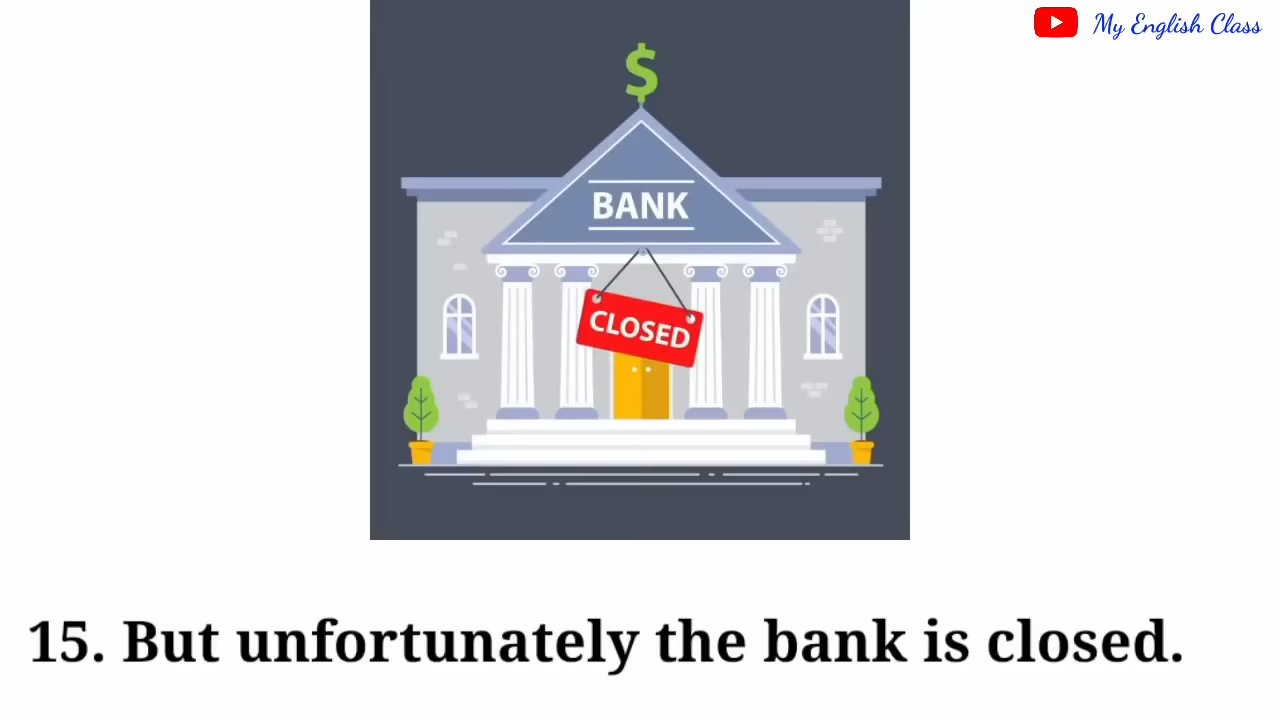 My English Class
$
BANK
CLOSED
15. But unfortunately the bank is closed.